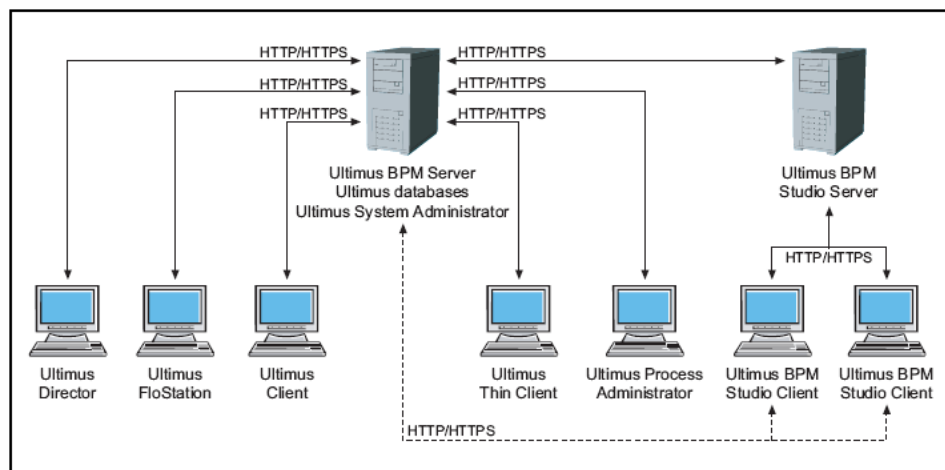 HTTP/HTTPS
HTTP/HTTPS
HTTP/HTTPS
HTTP/HTTPS
HTTP/HTTPS
HTTP/HTTPS
Ultimus BPM Server
Ultimus databases
Ultimus System Administrator
Ultimus BPM
Studio Server
HTTP/HTTPS
Ultimus
Director
Ultimus
FloStation
Ultimus
Client
Ultimus
Thin Client
Ultimus Process
Administrator
Ultimus BPM
Studio Client
Ultimus BPM
Studio Client
HTTP/HTTPS